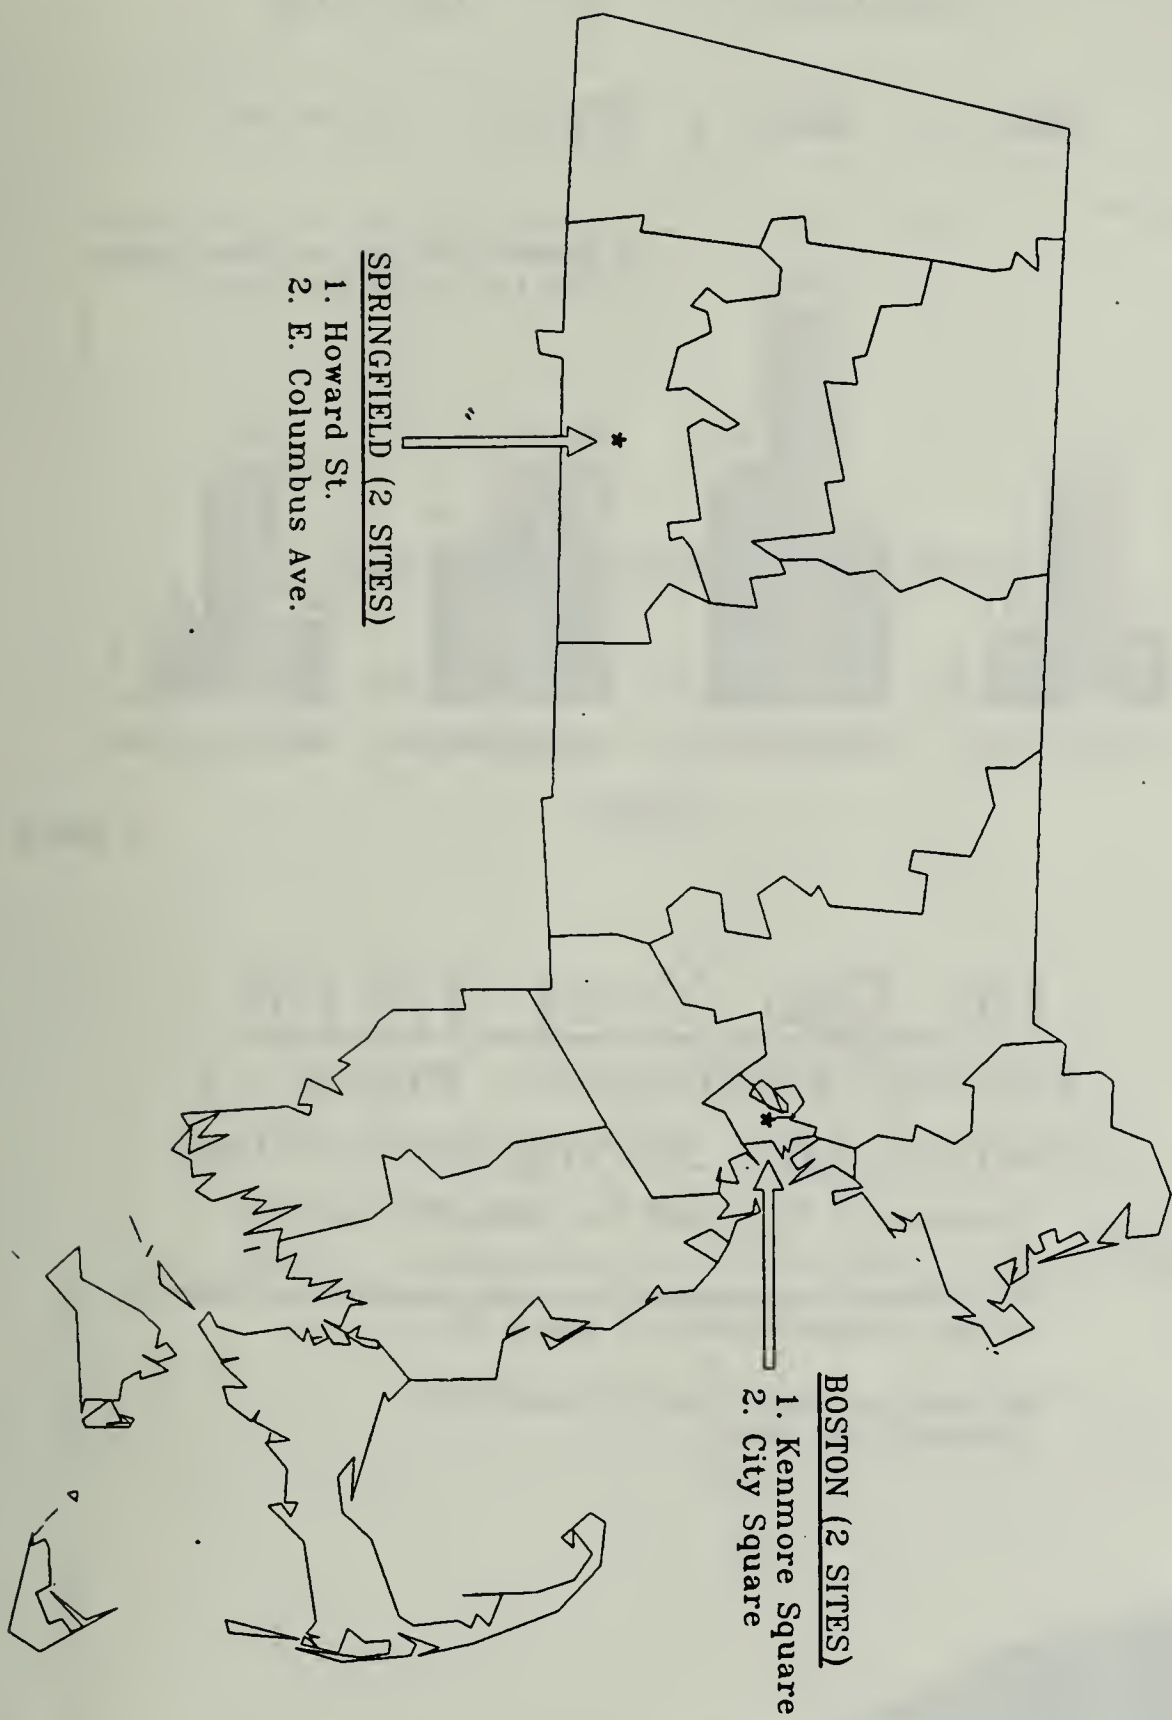 BOSTON (2 SITES)
1. Kenmore Square
2. City Square
*
*
SPRINGFIELD (2 SITES)
1. Howard St.
2. E. Columbus Ave.